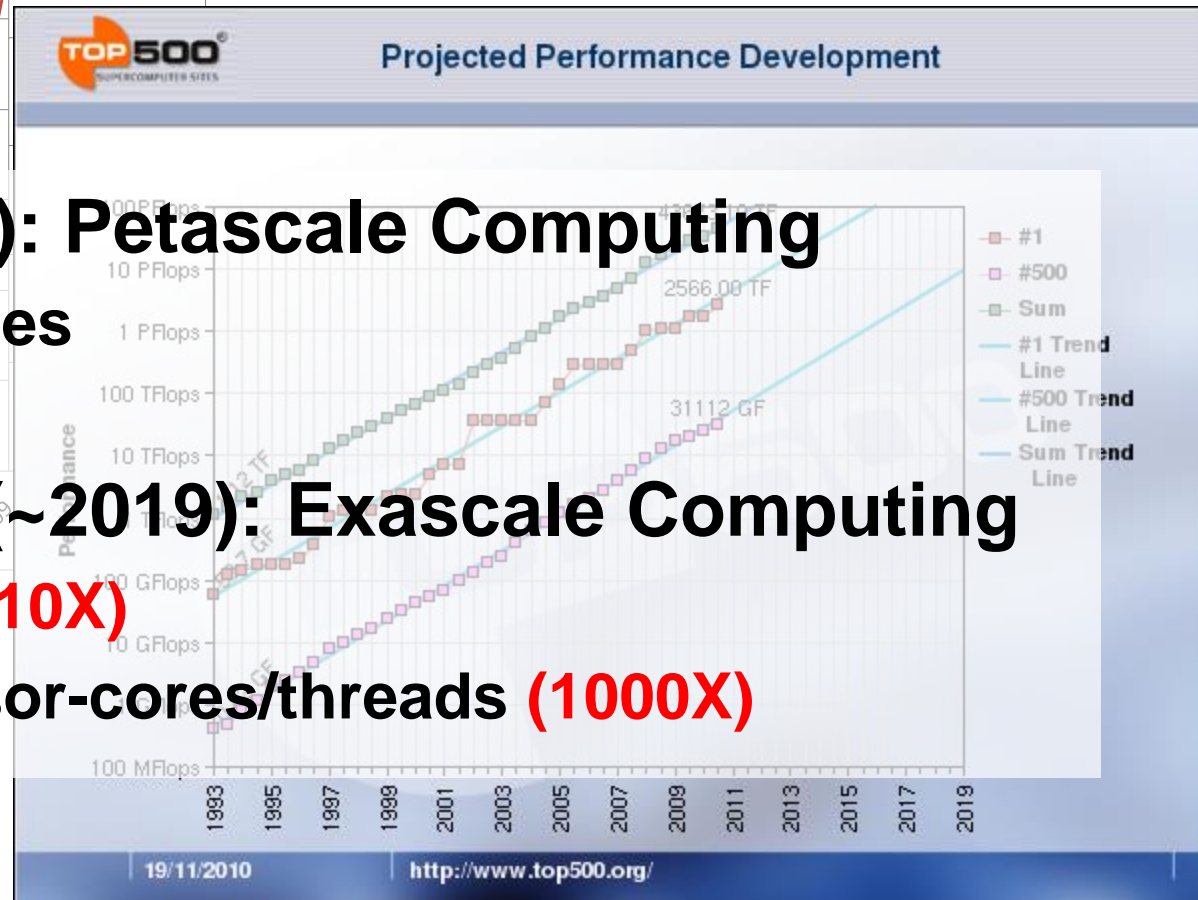 TOP500®
SUPERCOMPUTER SITES
Projected Performance Development
): Petascale Computing
es
(~2019): Exascale Computing
10X)
sor-cores/threads (1000X)
10 PFlops
1 PFlops
100 TFlops
10 TFlops
100 GFlops
10 GFlops
100 MFlops
2566.00 TF
31112 GF
#1
#500
Sum
#1 Trend
Line
#500 Trend
Line
Sum Trend
Line
1993
1995
1997
1999
2001
2003
2005
2007
2009
2011
2013
2015
2017
2019
19/11/2010
http://www.top500.org/